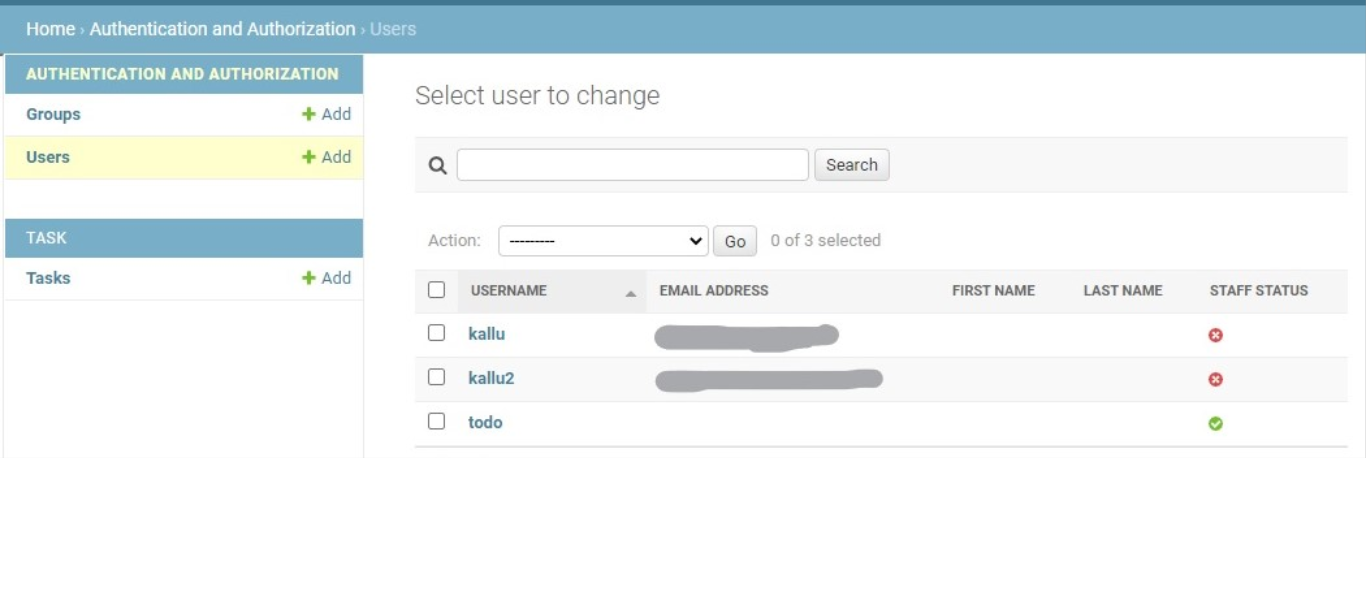 Home › Authentication and Authorization › Users
AUTHENTICATION AND AUTHORIZATION
Groups + Add
Users + Add
TASK
Tasks + Add
Select user to change
Search
Action: --------- Go 0 of 3 selected
USERNAME EMAIL ADDRESS FIRST NAME LAST NAME STAFF STATUS
kallu
kallu2
todo